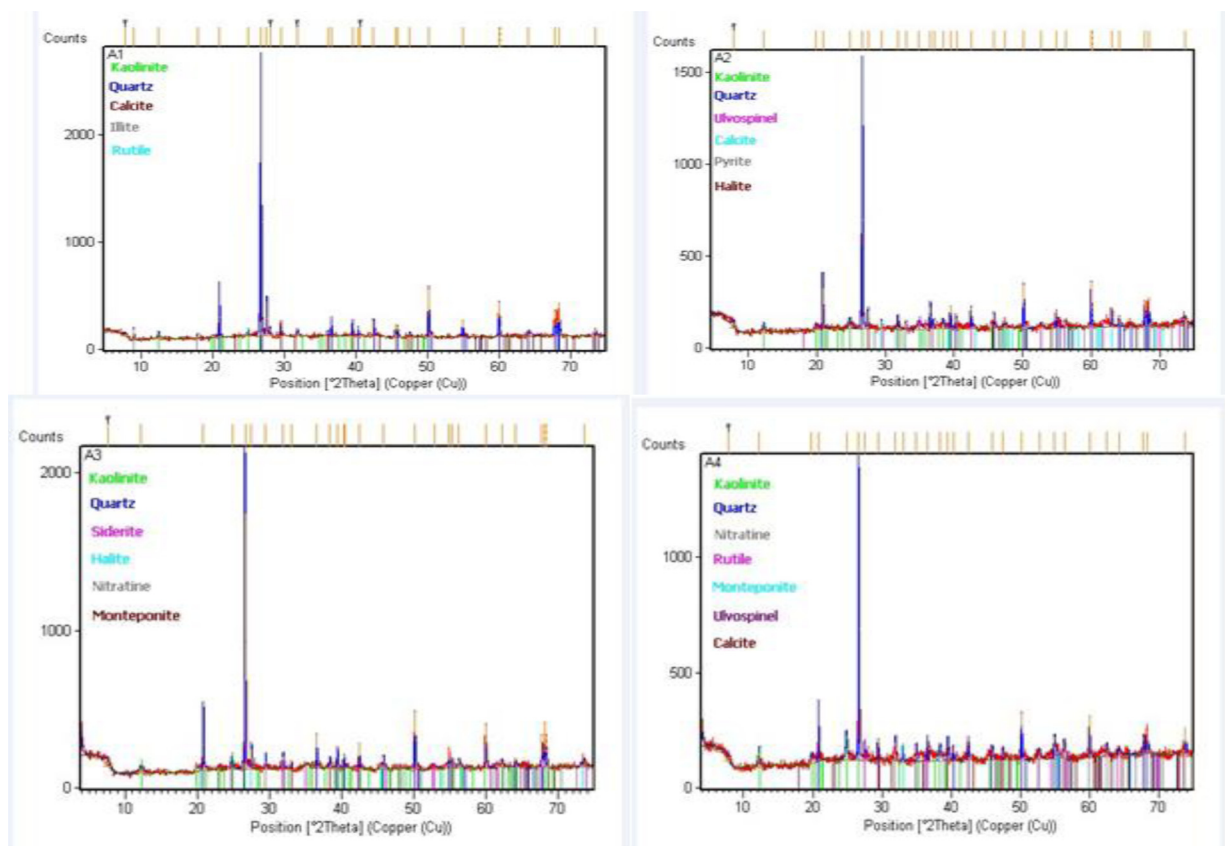 Counts
A1
Kaolinite
Quartz
Calcite
Illite
Rutile
2000
1000
0
10 20 30 40 50 60 70
Position [°2Theta] (Copper (Cu))
Counts
A2
Kaolinite
Quartz
Ulvospinel
Calcite
Pyrite
Halite
1500
1000
500
0
10 20 30 40 50 60 70
Position [°2Theta] (Copper (Cu))
Counts
A3
Kaolinite
Quartz
Siderite
Halite
Nitratine
Monteponite
2000
1000
0
10 20 30 40 50 60 70
Position [°2Theta] (Copper (Cu))
Counts
A4
Kaolinite
Quartz
Nitratine
Rutile
Monteponite
Ulvospinel
Calcite
1000
500
0
10 20 30 40 50 60 70
Position [°2Theta] (Copper (Cu))